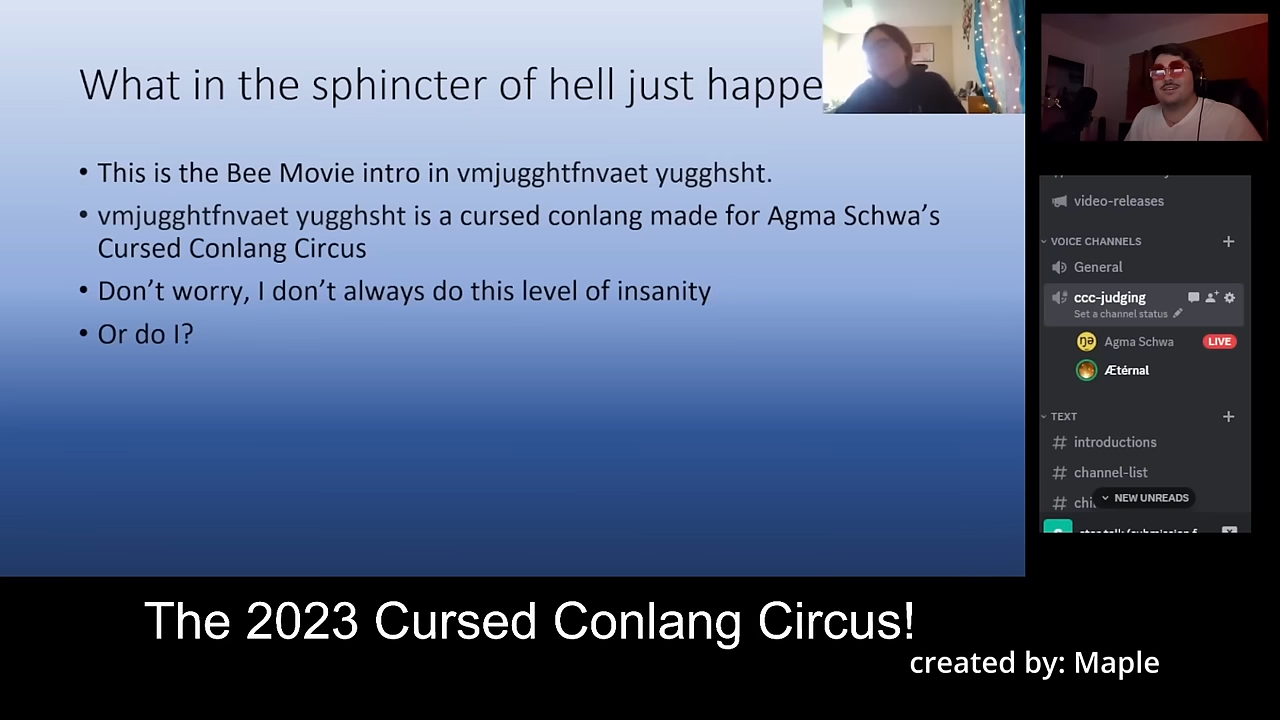 What in the sphincter of hell just happe
• This is the Bee Movie intro in vmjugghtfnvaet yugghsht.
• vmjugghtfnvaet yugghsht is a cursed conlang made for Agma Schwa’s
Cursed Conlang Circus
• Don’t worry, I don’t always do this level of insanity
• Or do I?
video-releases
VOICE CHANNELS
General
ccc-judging
Set a channel status
ŋə Agma Schwa LIVE
Ætérnal
TEXT
# introductions
# channel-list
# chi
NEW UNREADS
The 2023 Cursed Conlang Circus!
created by: Maple